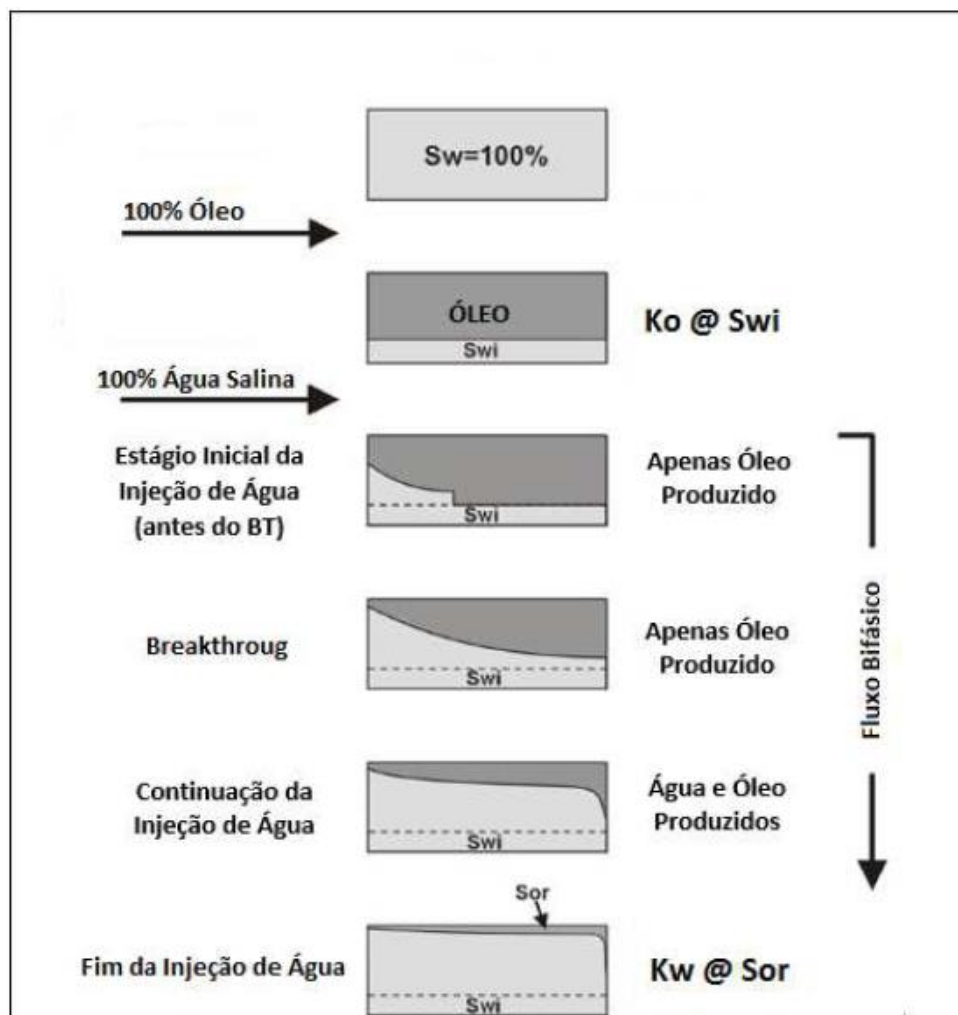 Sw=100%
100% Óleo
ÓLEO
Swi
Ko @ Swi
100% Água Salina
Estágio Inicial da
Injeção de Água
(antes do BT)
Swi
Apenas Óleo
Produzido
Breakthroug
Swi
Apenas Óleo
Produzido
Continuação da
Injeção de Água
Swi
Água e Óleo
Produzidos
Fluxo Bifásico
Sor
Fim da Injeção de Água
Swi
Kw @ Sor